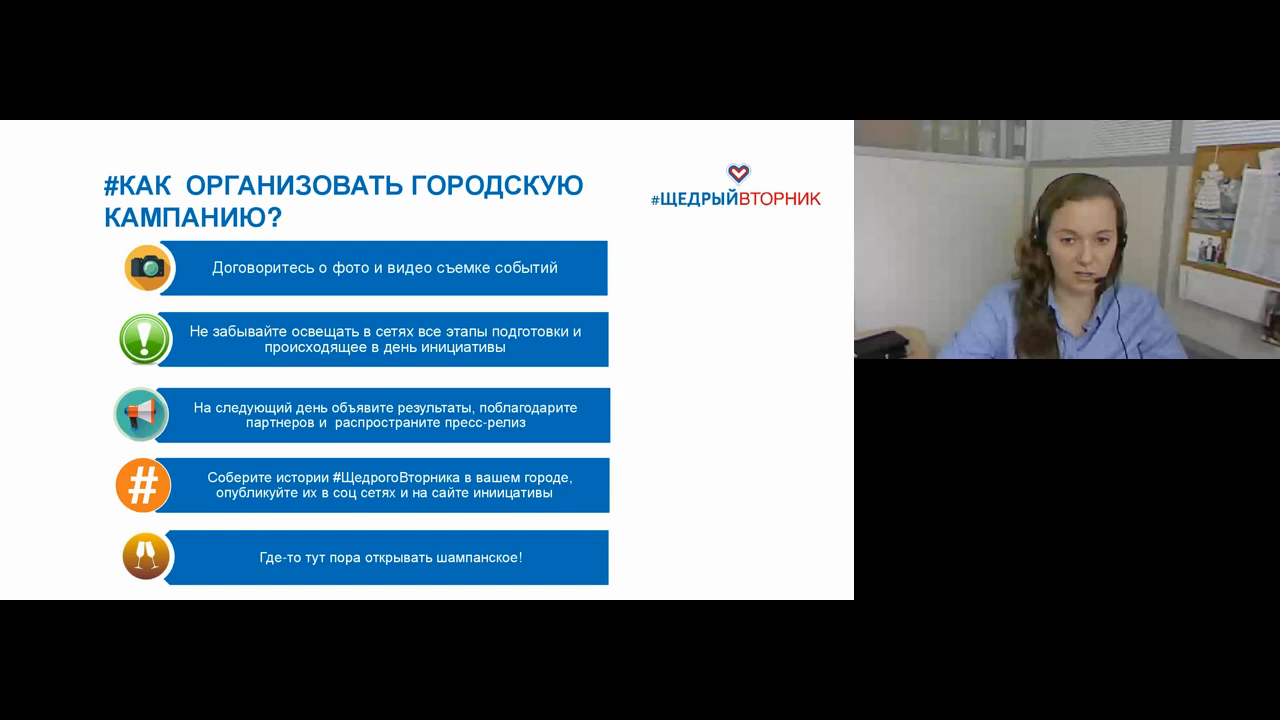 #КАК ОРГАНИЗОВАТЬ ГОРОДСКУЮ
КАМПАНИЮ?
#ЩЕДРЫЙВТОРНИК
Договоритесь о фото и видео съемке событий
Не забывайте освещать в сетях все этапы подготовки и
происходящее в день инициативы
На следующий день объявите результаты, поблагодарите
партнеров и распространите пресс-релиз
#
Соберите истории #ЩедрогоВторника в вашем городе,
опубликуйте их в соц сетях и на сайте иниицативы
Где-то тут пора открывать шампанское!